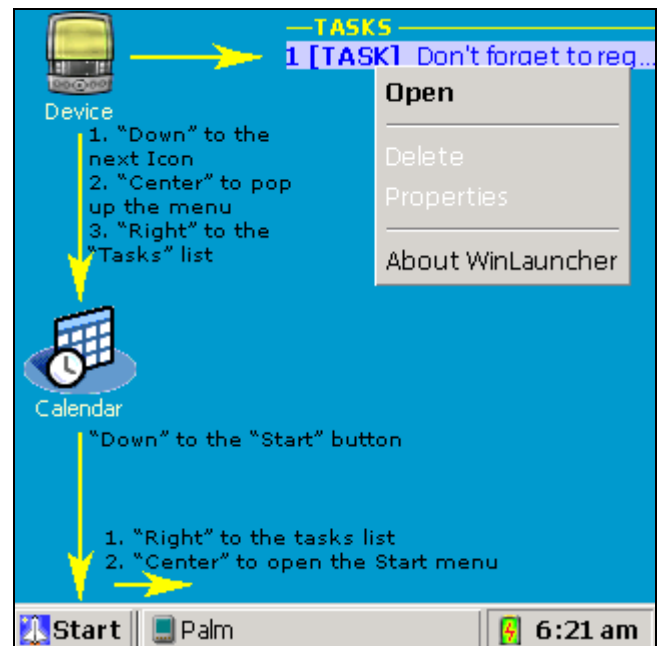 TASKS
1 [TASK] Don't forget to reg...
Device
Open
Delete
Properties
About WinLauncher
1. "Down" to the
next Icon
2. "Center" to pop
up the menu
3. "Right" to the
"Tasks" list
Calendar
"Down" to the "Start" button
1. "Right" to the tasks list
2. "Center" to open the Start menu
Start
Palm
6:21 am